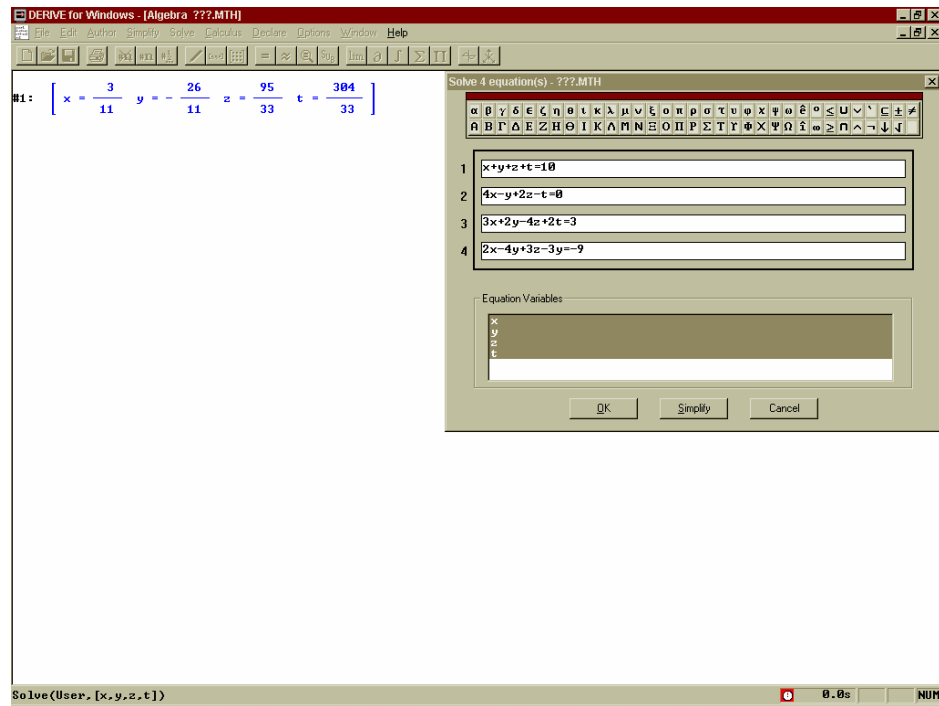 DERIVE for Windows - [Algebra ???.MTH]
File Edit Author Simplify Solve Calculus Declare Options Window Help
lim ∂ ∫ Σ Π
#1: [ x = 3/11 y = - 26/11 z = 95/33 t = 304/33 ]
Solve 4 equation(s) - ???.MTH
α β γ δ ε ζ η θ ι κ λ μ ν ξ ο π ρ σ τ υ φ χ ψ ω ê ° ≤ ∪ ∨ ` ⊆ ± ≠
Α Β Γ Δ Ε Ζ Η Θ Ι Κ Λ Μ Ν Ξ Ο Π Ρ Σ Τ Υ Φ Χ Ψ Ω î ∞ ≥ ∩ ∧ ¬ ↓ √
1 x+y+z+t=10
2 4x-y+2z-t=0
3 3x+2y-4z+2t=3
4 2x-4y+3z-3y=-9
Equation Variables
x
y
z
t
OK Simplify Cancel
Solve(User,[x,y,z,t]) 0.0s NUM